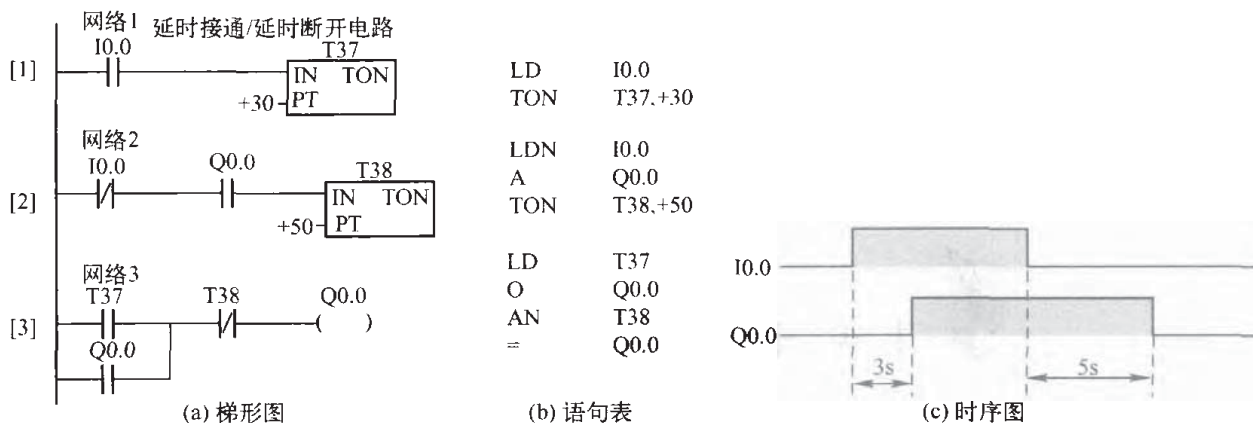 网络1 延时接通/延时断开电路
I0.0 T37
[1] IN TON
+30 PT
网络2
I0.0 Q0.0 T38
[2] IN TON
+50 PT
网络3
T37 T38 Q0.0
[3] ( )
Q0.0
(a) 梯形图
LD I0.0
TON T37,+30
LDN I0.0
A Q0.0
TON T38,+50
LD T37
O Q0.0
AN T38
= Q0.0
(b) 语句表
I0.0
Q0.0
3s 5s
(c) 时序图